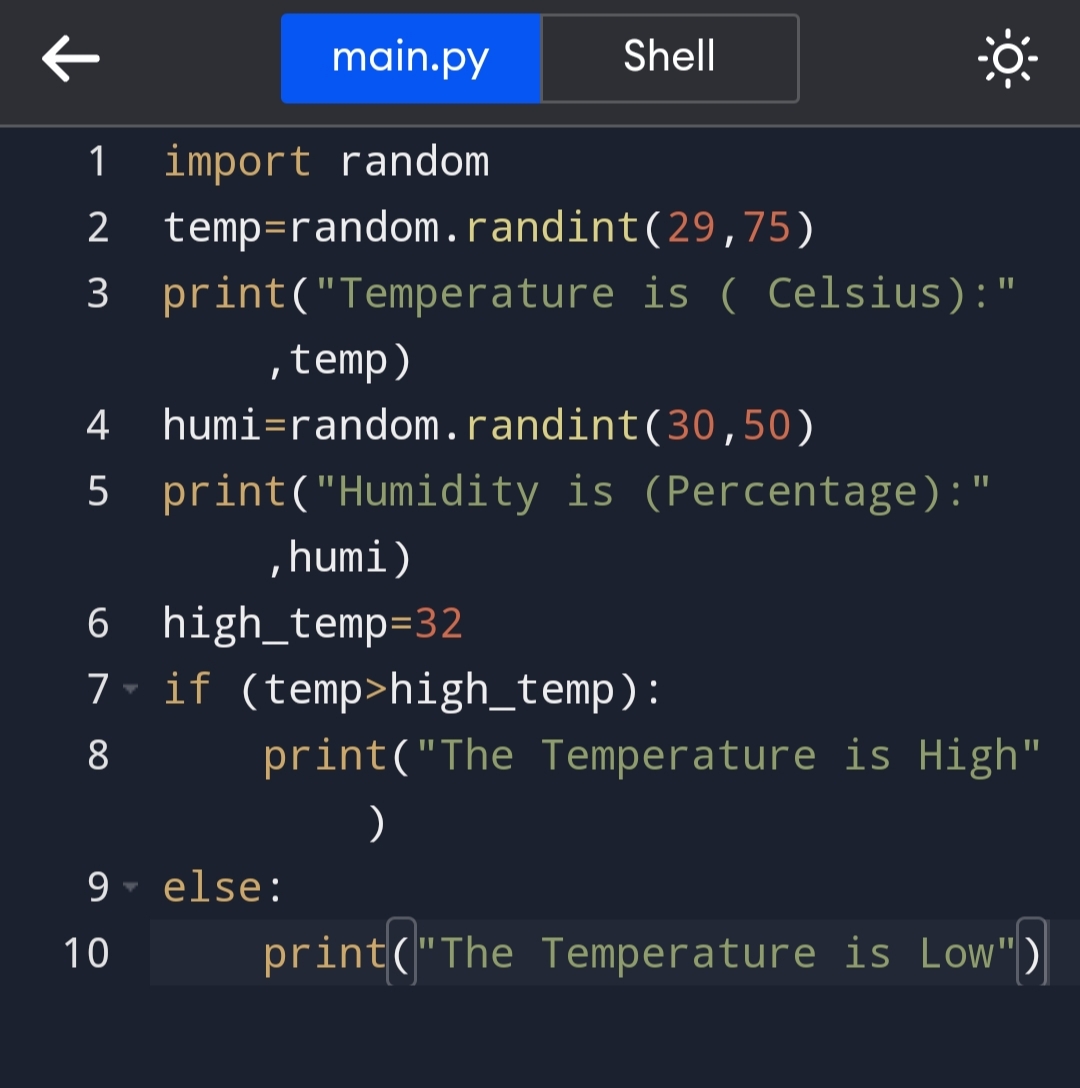 main.py Shell
1 import random
2 temp=random.randint(29,75)
3 print("Temperature is ( Celsius):"
,temp)
4 humi=random.randint(30,50)
5 print("Humidity is (Percentage):"
,humi)
6 high_temp=32
7 if (temp>high_temp):
8 print("The Temperature is High"
)
9 else:
10 print("The Temperature is Low")